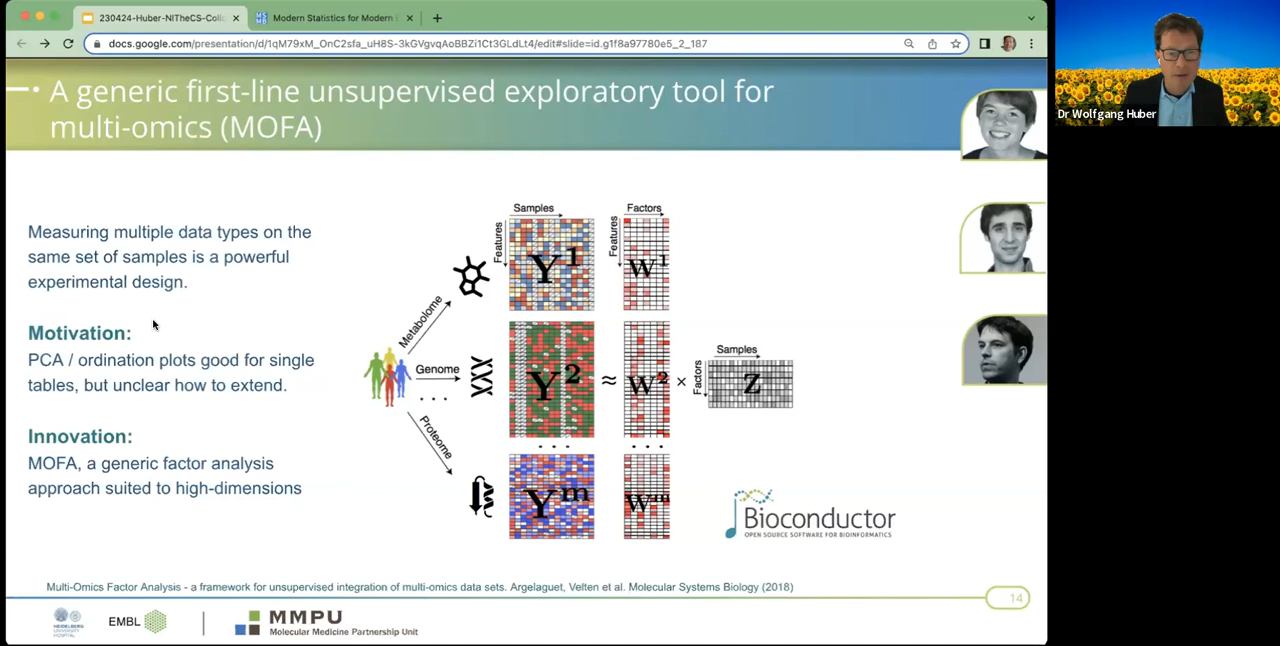 230424-Huber-NITheCS-Coll
Modern Statistics for Modern
docs.google.com/presentation/d/1qM79xM_OnC2sfa_uH8S-3kGVgvqAoBBZi1Ct3GLdLt4/edit#slide=id.g1f8a97780e5_2_187
A generic first-line unsupervised exploratory tool for
multi-omics (MOFA)
Dr Wolfgang Huber
Measuring multiple data types on the
same set of samples is a powerful
experimental design.
Motivation:
PCA / ordination plots good for single
tables, but unclear how to extend.
Innovation:
MOFA, a generic factor analysis
approach suited to high-dimensions
Metabolome
Genome
. . .
Proteome
Samples
Features
Y1
Y2
. . .
Ym
≈
Factors
Features
W1
W2
. . .
Wm
×
Samples
Factors
Z
Bioconductor
OPEN SOURCE SOFTWARE FOR BIOINFORMATICS
Multi-Omics Factor Analysis - a framework for unsupervised integration of multi-omics data sets. Argelaguet, Velten et al. Molecular Systems Biology (2018)
14
HEIDELBERG
UNIVERSITY
HOSPITAL
EMBL
MMPU
Molecular Medicine Partnership Unit